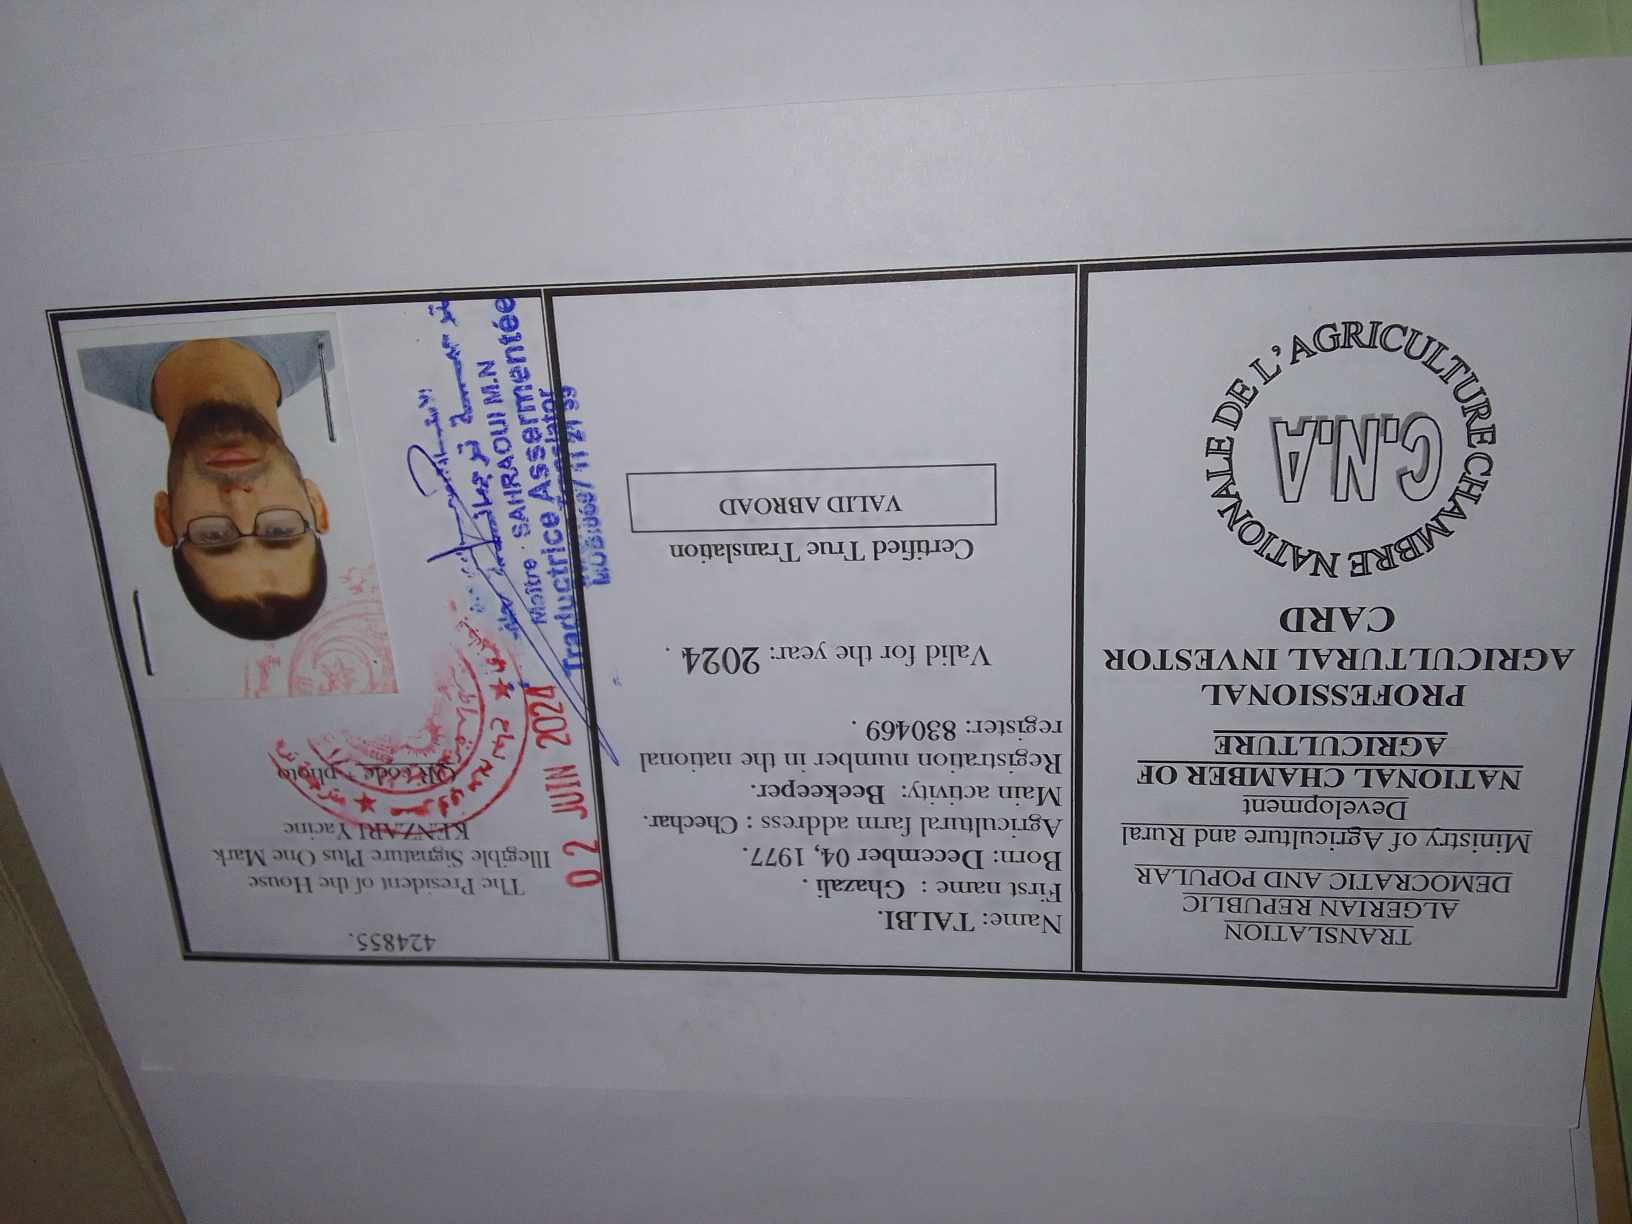 TRANSLATION
ALGERIAN REPUBLIC
DEMOCRATIC AND POPULAR
Ministry of Agriculture and Rural
Development
NATIONAL CHAMBER OF
AGRICULTURE
PROFESSIONAL
AGRICULTURAL INVESTOR
CARD
CHAMBRE NATIONALE DE L'AGRICULTURE
C.N.A
Name: TALBI.
First name : Ghazali .
Born: December 04, 1977.
Agricultural farm address : Chechar.
Main activity: Beekeeper.
Registration number in the national
register: 830469 .
Valid for the year: 2024 .
Certified True Translation
VALID ABROAD
424855.
The President of the House
Illegible Signature Plus One Mark
KENZARI Yacine
QR code + photo
02 JUIN 2024
Maître SAHRAOUI M.N
Traductrice Assermentée